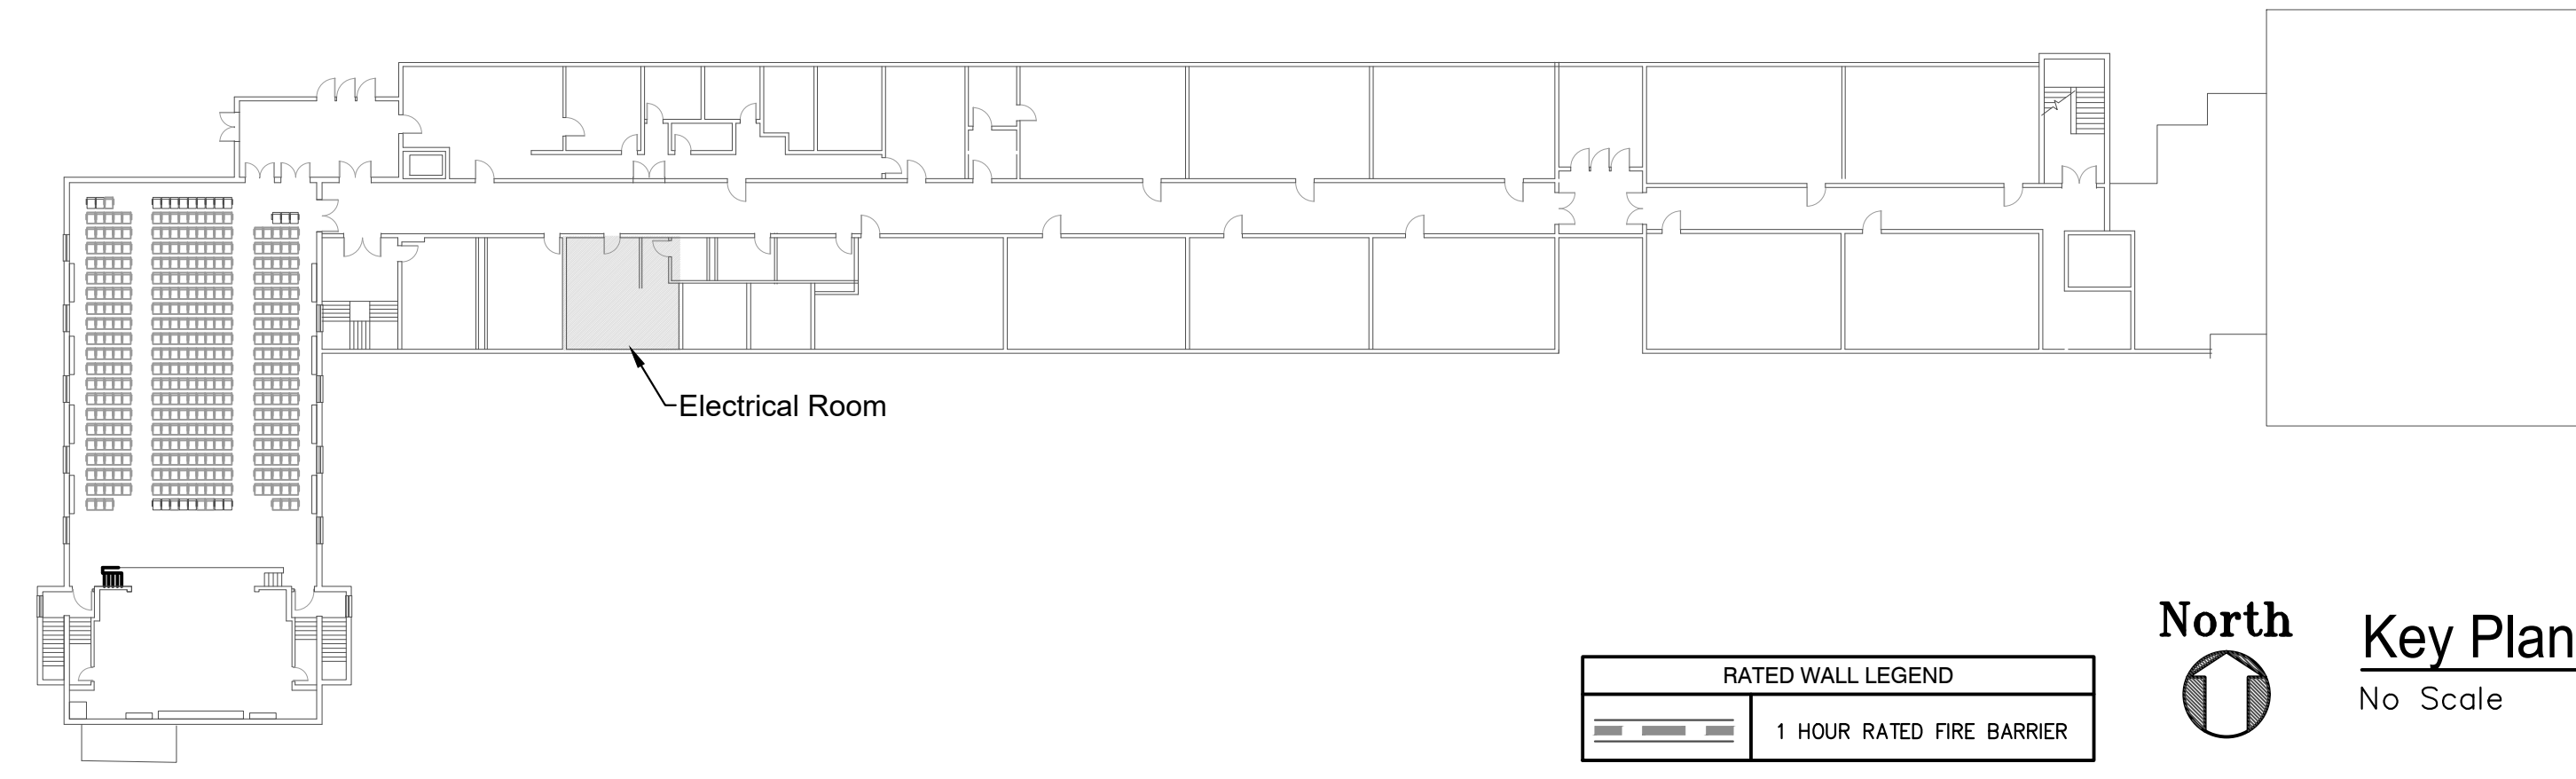 Electrical Room
RATED WALL LEGEND
1 HOUR RATED FIRE BARRIER
North
Key Plan
No Scale